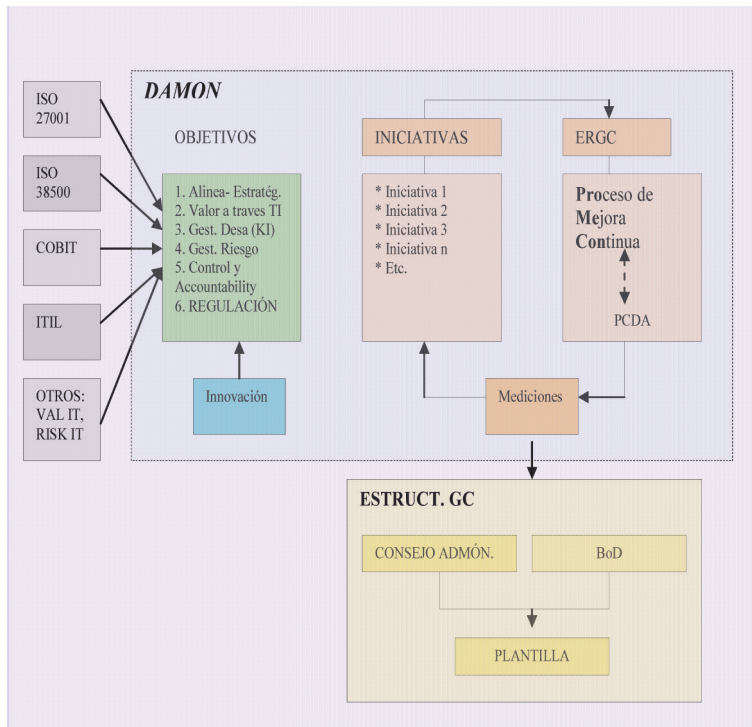 DAMON
ISO
27001
ISO
38500
COBIT
ITIL
OTROS:
VAL IT,
RISK IT
OBJETIVOS
1. Alinea- Estratég.
2. Valor a traves TI
3. Gest. Desa (KI)
4. Gest. Riesgo
5. Control y
Accountability
6. REGULACIÓN
Innovación
INICIATIVAS
* Iniciativa 1
* Iniciativa 2
* Iniciativa 3
* Iniciativa n
* Etc.
ERGC
Proceso de
Mejora
Continua
PCDA
Mediciones
ESTRUCT. GC
CONSEJO ADMÓN.
BoD
PLANTILLA